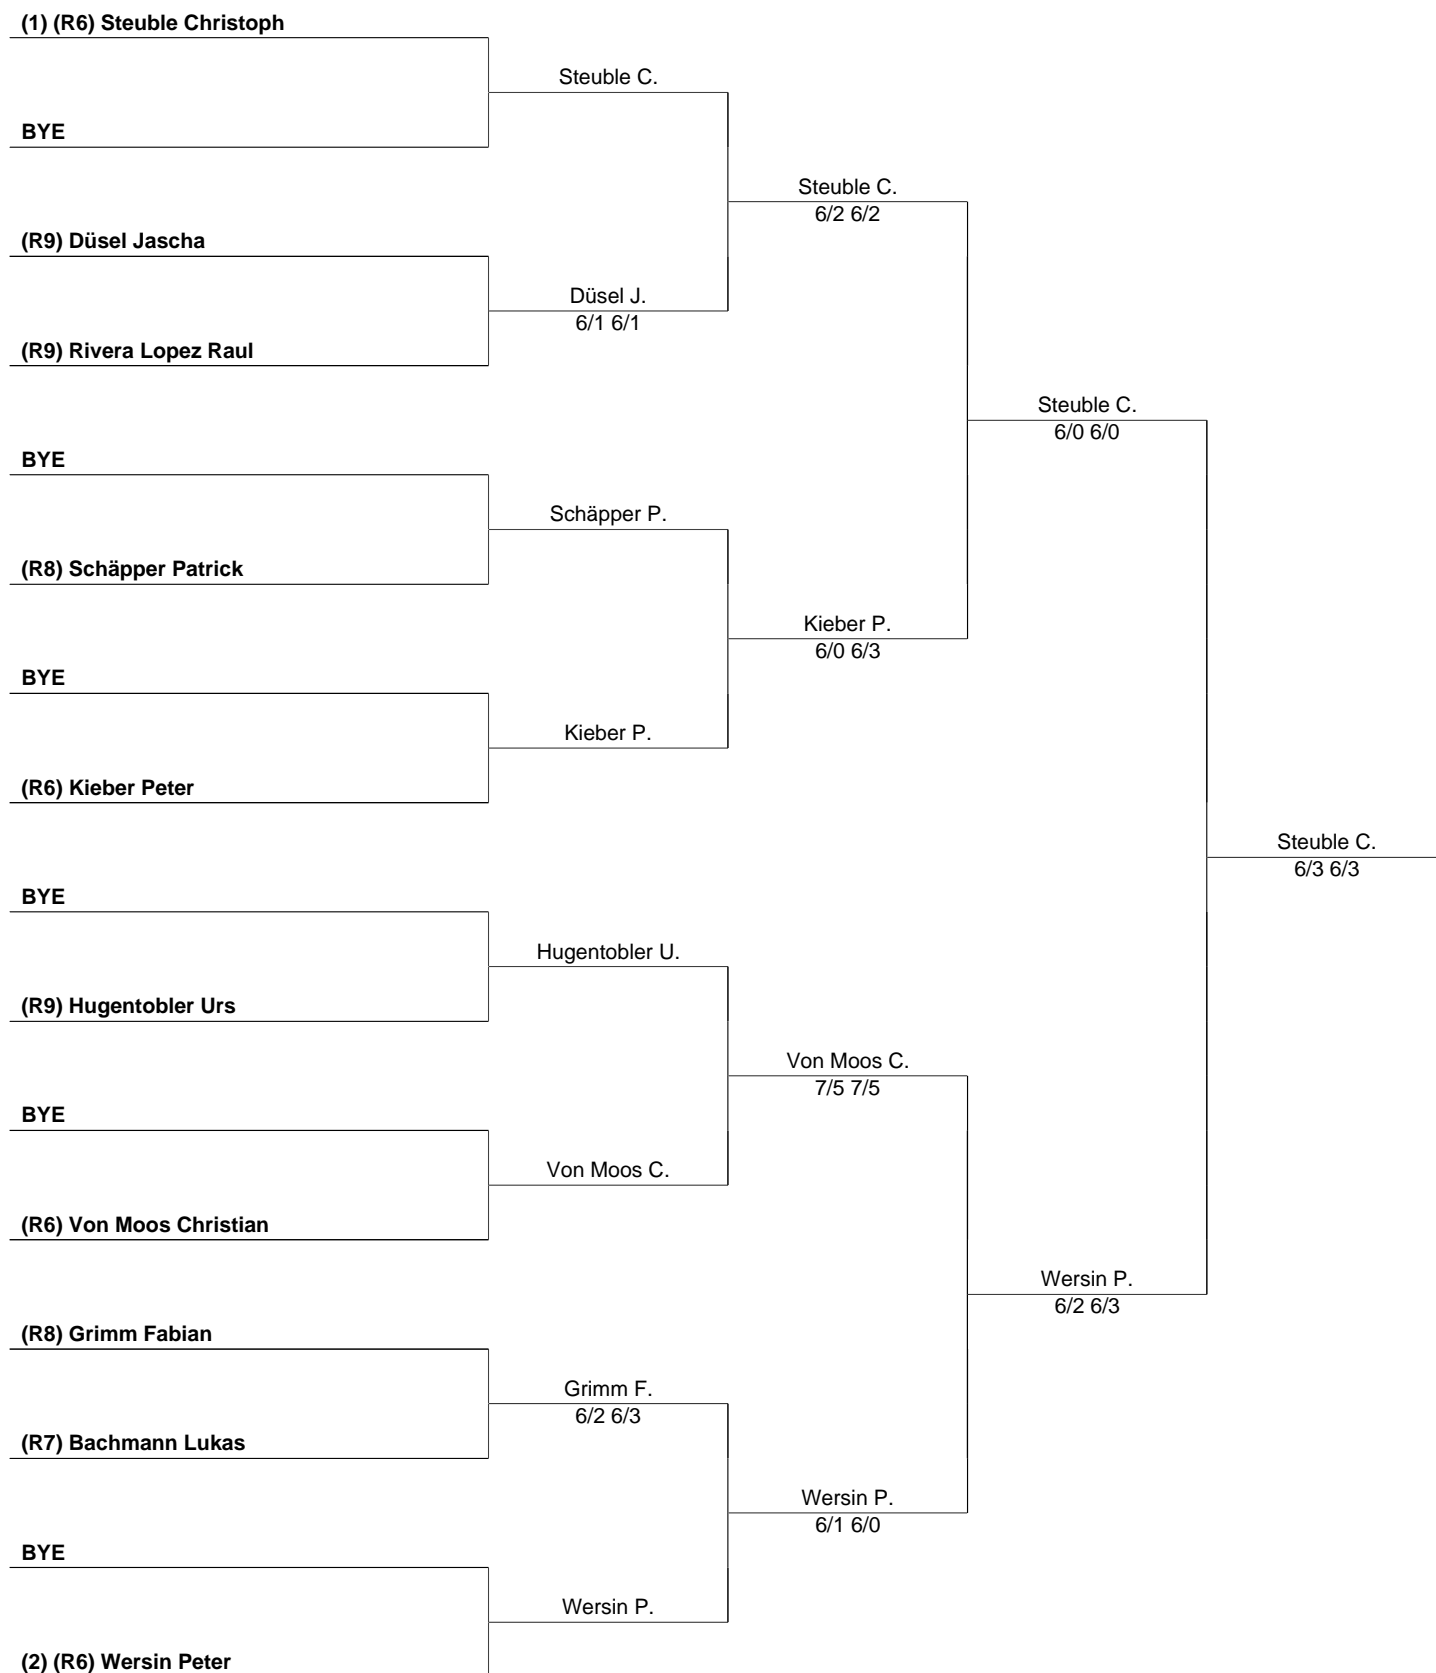 (1) (R6) Steuble Christoph
Steuble C.
BYE
Steuble C.
6/2 6/2
(R9) Düsel Jascha
Düsel J.
6/1 6/1
(R9) Rivera Lopez Raul
Steuble C.
6/0 6/0
BYE
Schäpper P.
(R8) Schäpper Patrick
Kieber P.
6/0 6/3
BYE
Kieber P.
(R6) Kieber Peter
Steuble C.
6/3 6/3
BYE
Hugentobler U.
(R9) Hugentobler Urs
Von Moos C.
7/5 7/5
BYE
Von Moos C.
(R6) Von Moos Christian
Wersin P.
6/2 6/3
(R8) Grimm Fabian
Grimm F.
6/2 6/3
(R7) Bachmann Lukas
Wersin P.
6/1 6/0
BYE
Wersin P.
(2) (R6) Wersin Peter